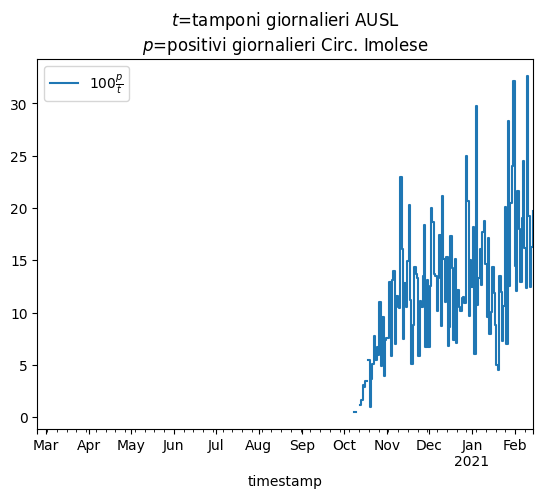 t=tamponi giornalieri AUSL
p=positivi giornalieri Circ. Imolese
100 p/t
30
25
20
15
10
5
0
Mar Apr May Jun Jul Aug Sep Oct Nov Dec Jan Feb
2021
timestamp